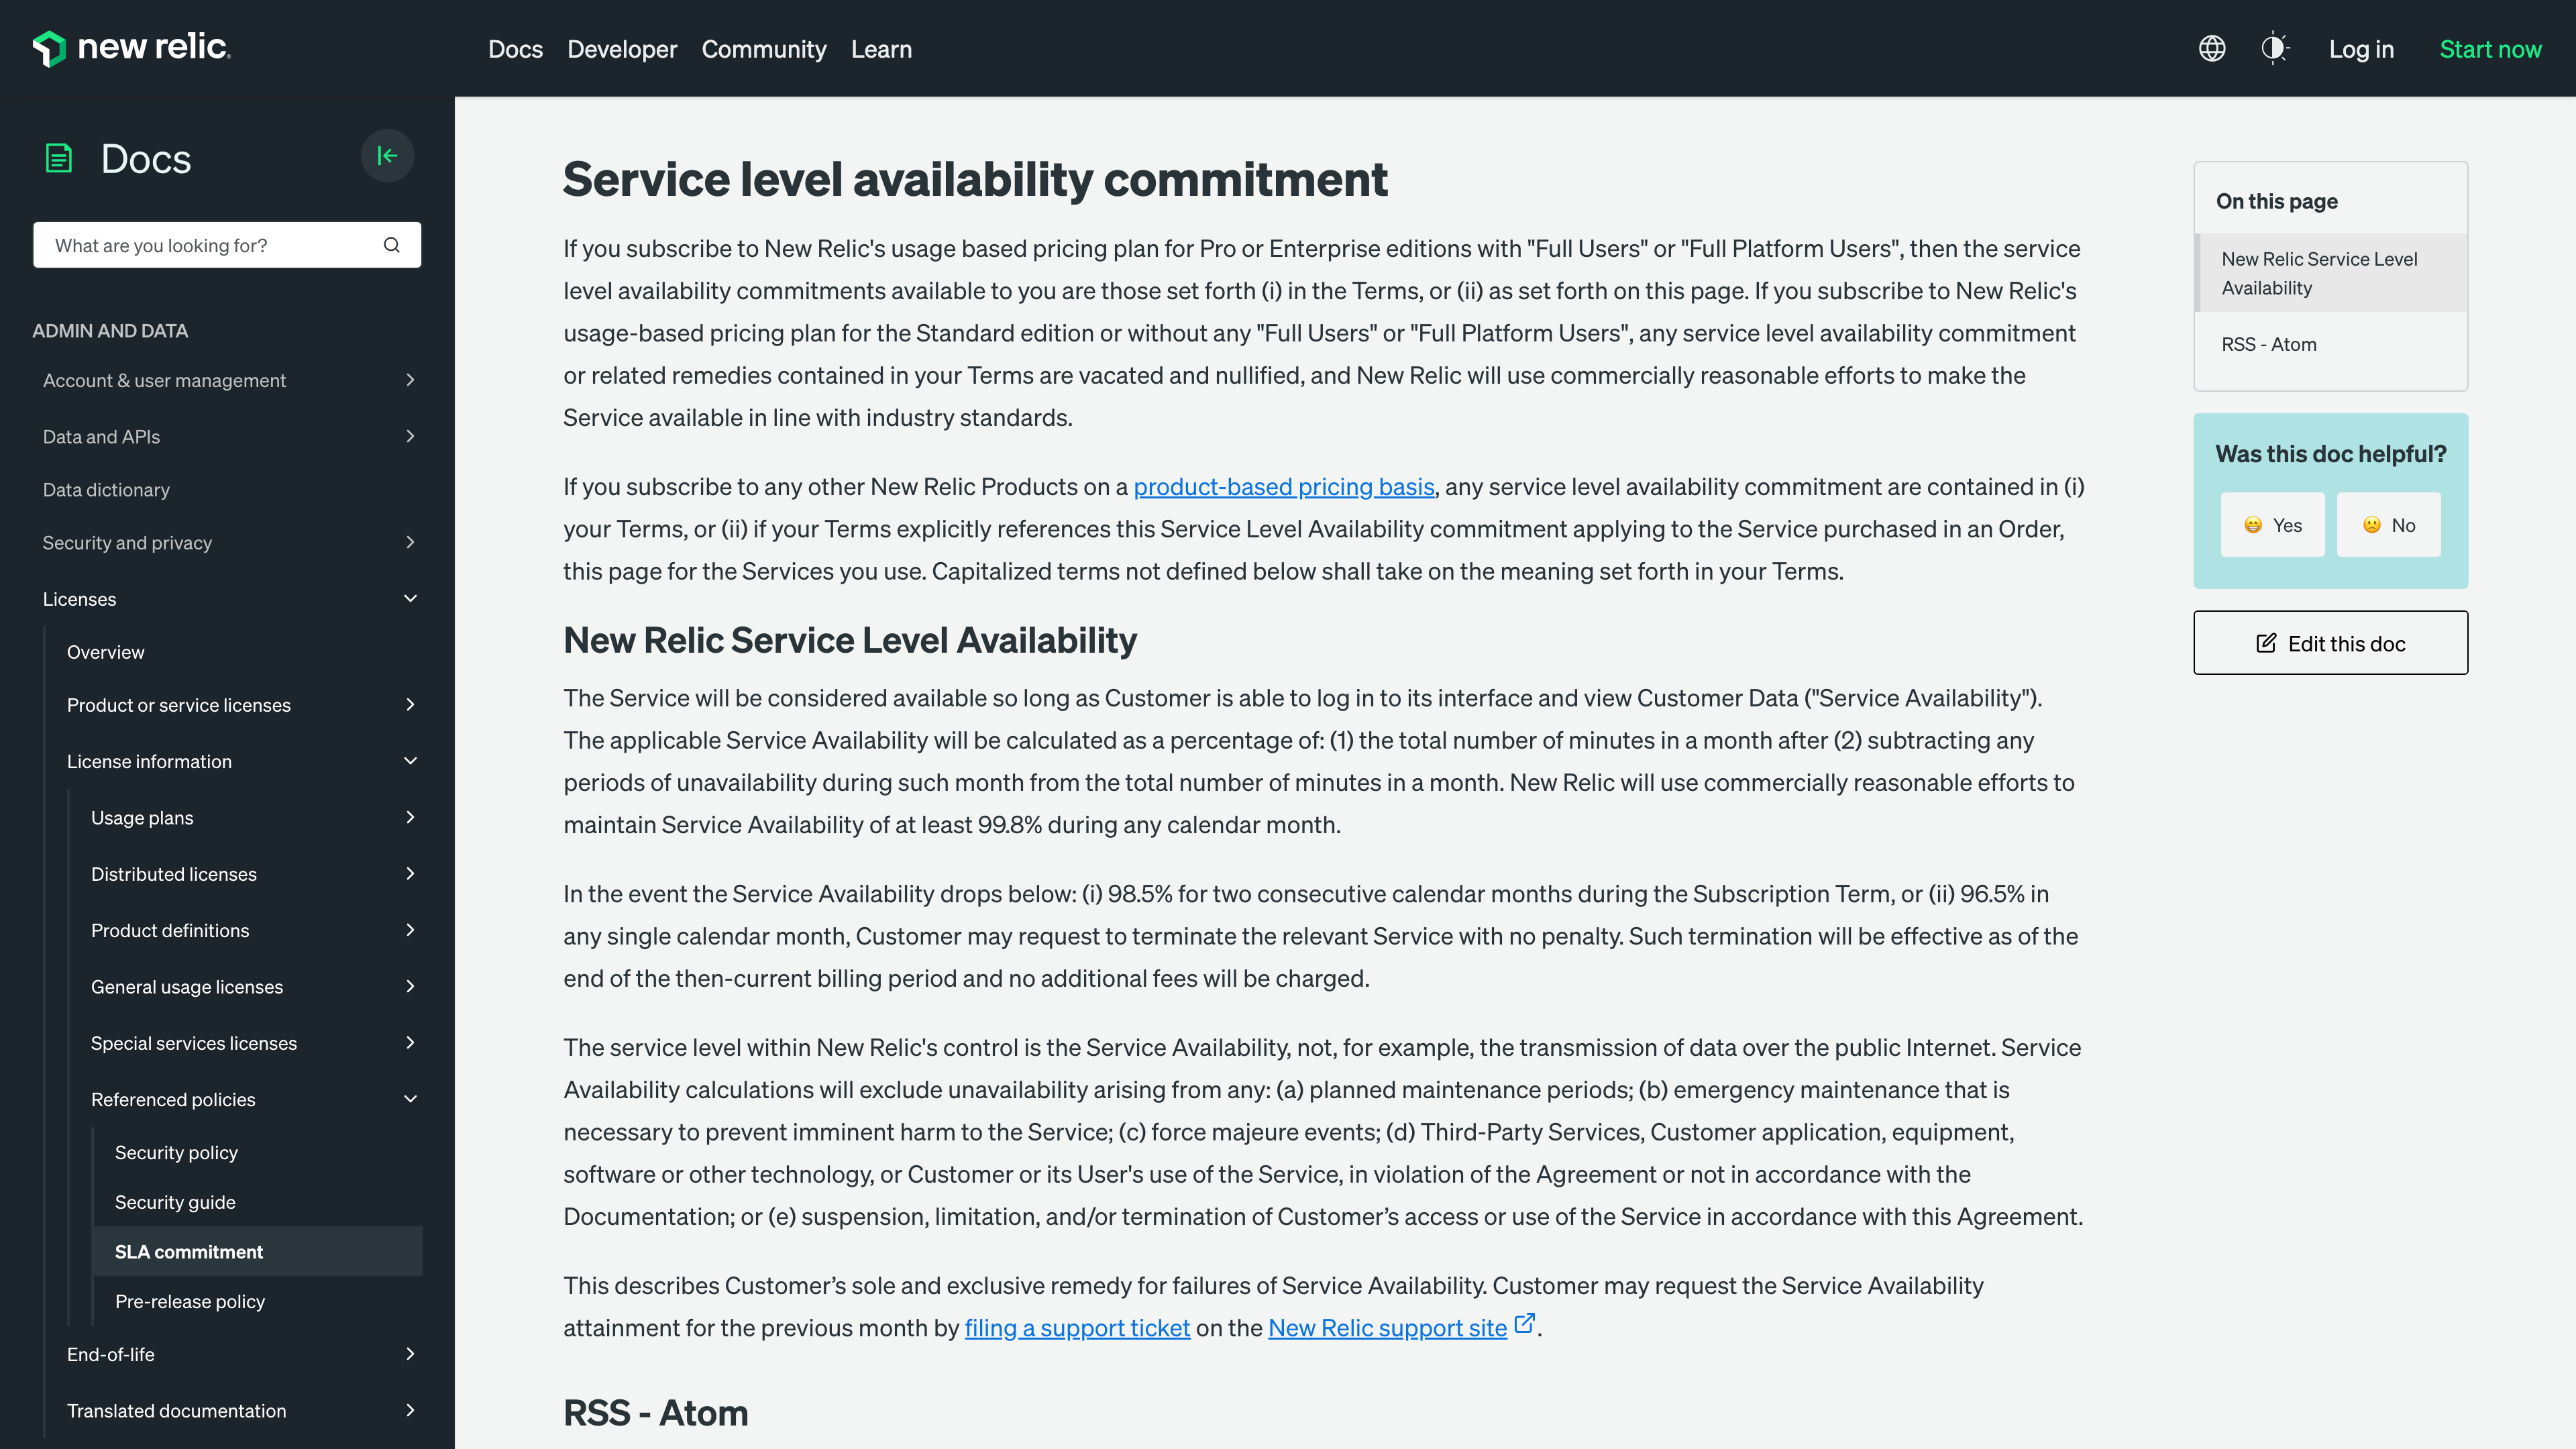 new relic.
Docs Developer Community Learn
Log in Start now
Docs
What are you looking for?
ADMIN AND DATA
Account & user management
Data and APIs
Data dictionary
Security and privacy
Licenses
Overview
Product or service licenses
License information
Usage plans
Distributed licenses
Product definitions
General usage licenses
Special services licenses
Referenced policies
Security policy
Security guide
SLA commitment
Pre-release policy
End-of-life
Translated documentation
Service level availability commitment
If you subscribe to New Relic's usage based pricing plan for Pro or Enterprise editions with "Full Users" or "Full Platform Users", then the service
level availability commitments available to you are those set forth (i) in the Terms, or (ii) as set forth on this page. If you subscribe to New Relic's
usage-based pricing plan for the Standard edition or without any "Full Users" or "Full Platform Users", any service level availability commitment
or related remedies contained in your Terms are vacated and nullified, and New Relic will use commercially reasonable efforts to make the
Service available in line with industry standards.
If you subscribe to any other New Relic Products on a product-based pricing basis, any service level availability commitment are contained in (i)
your Terms, or (ii) if your Terms explicitly references this Service Level Availability commitment applying to the Service purchased in an Order,
this page for the Services you use. Capitalized terms not defined below shall take on the meaning set forth in your Terms.
New Relic Service Level Availability
The Service will be considered available so long as Customer is able to log in to its interface and view Customer Data ("Service Availability").
The applicable Service Availability will be calculated as a percentage of: (1) the total number of minutes in a month after (2) subtracting any
periods of unavailability during such month from the total number of minutes in a month. New Relic will use commercially reasonable efforts to
maintain Service Availability of at least 99.8% during any calendar month.
In the event the Service Availability drops below: (i) 98.5% for two consecutive calendar months during the Subscription Term, or (ii) 96.5% in
any single calendar month, Customer may request to terminate the relevant Service with no penalty. Such termination will be effective as of the
end of the then-current billing period and no additional fees will be charged.
The service level within New Relic's control is the Service Availability, not, for example, the transmission of data over the public Internet. Service
Availability calculations will exclude unavailability arising from any: (a) planned maintenance periods; (b) emergency maintenance that is
necessary to prevent imminent harm to the Service; (c) force majeure events; (d) Third-Party Services, Customer application, equipment,
software or other technology, or Customer or its User's use of the Service, in violation of the Agreement or not in accordance with the
Documentation; or (e) suspension, limitation, and/or termination of Customer’s access or use of the Service in accordance with this Agreement.
This describes Customer’s sole and exclusive remedy for failures of Service Availability. Customer may request the Service Availability
attainment for the previous month by filing a support ticket on the New Relic support site.
RSS - Atom
On this page
New Relic Service Level
Availability
RSS - Atom
Was this doc helpful?
Yes No
Edit this doc